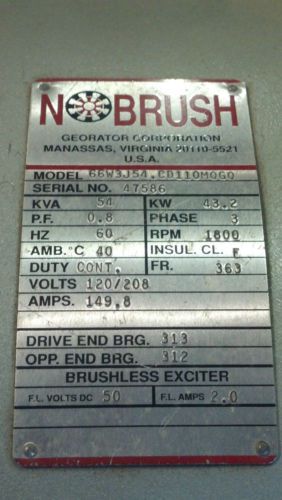 NOBRUSH
GEORATOR CORPORATION
MANASSAS, VIRGINIA 20110-5521
U.S.A.
MODEL 66W3J54.CD110MOGO
SERIAL NO. 47586
KVA 54 KW 43.2
P.F. 0.8 PHASE 3
HZ 60 RPM 1800
AMB.°C 40 INSUL. CL. F
DUTY CONT. FR. 363
VOLTS 120/208
AMPS. 149.8
DRIVE END BRG. 313
OPP. END BRG. 312
BRUSHLESS EXCITER
F.L. VOLTS DC 50 F.L. AMPS 2.0